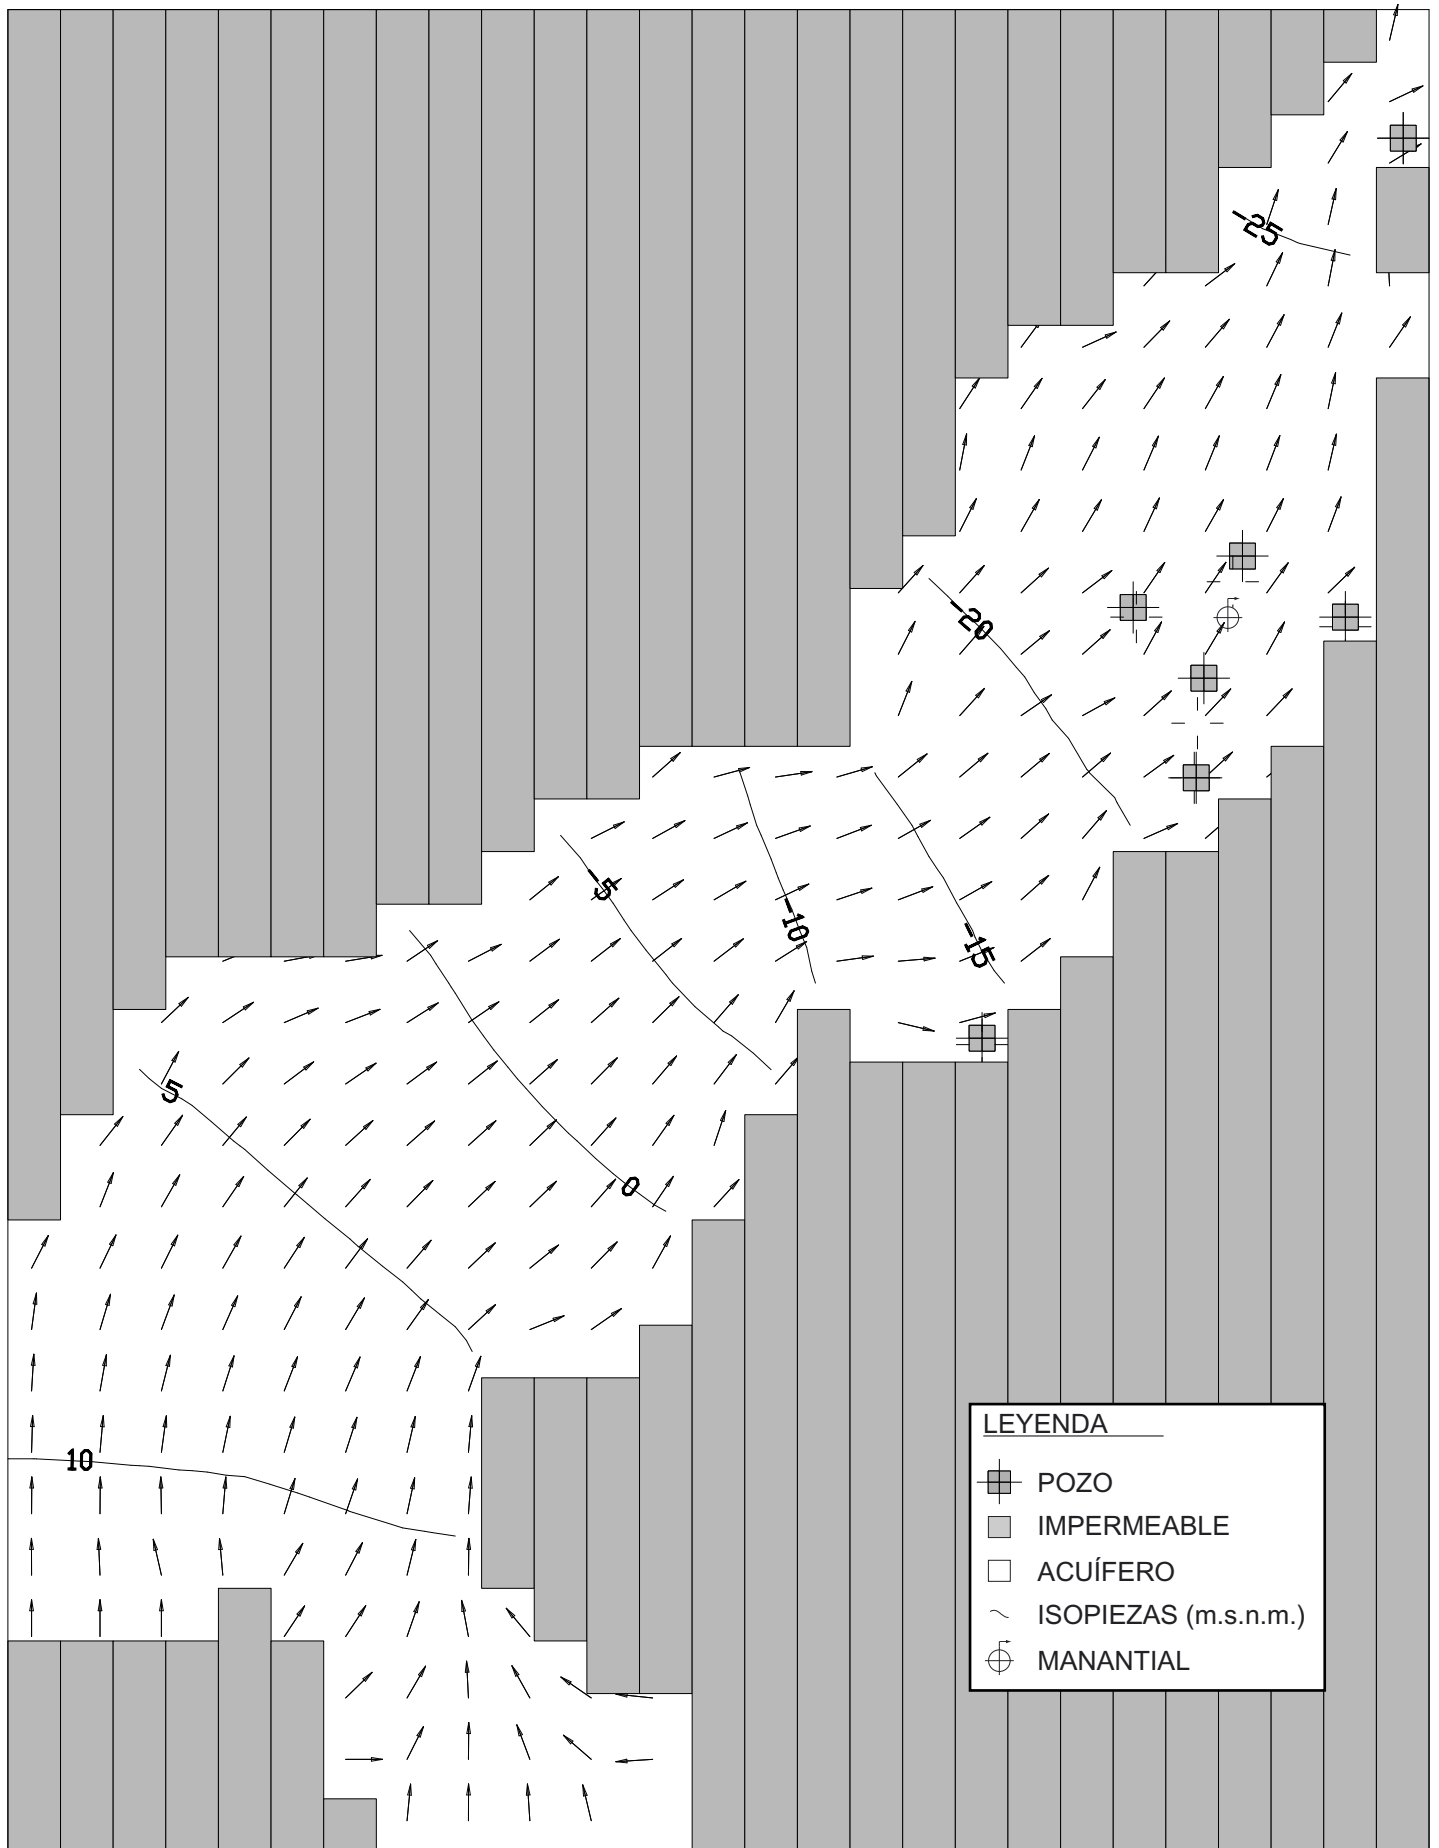 -25
-20
-5
-10
-15
5
0
10
LEYENDA
POZO
IMPERMEABLE
ACUÍFERO
ISOPIEZAS (m.s.n.m.)
MANANTIAL